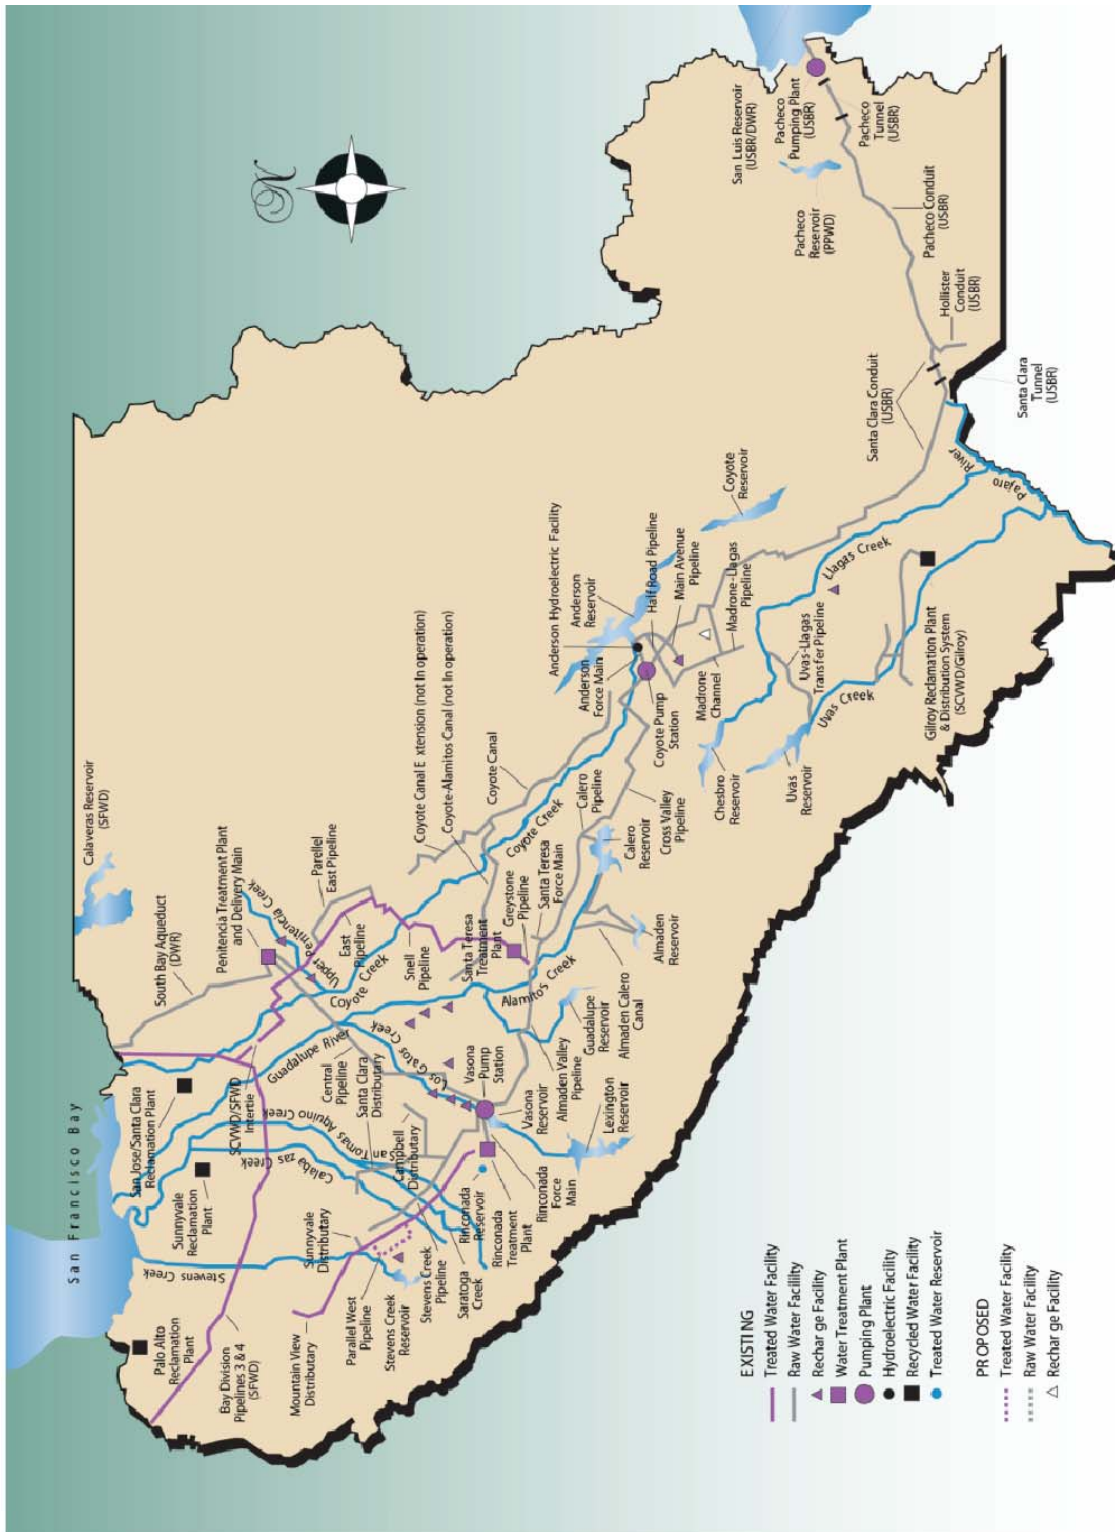 San Francisco Bay
Calaveras Reservoir
(SFWD)
N
San Luis Reservoir
(USBR/DWR)
Pacheco
Pumping Plant
(USBR)
Pacheco
Tunnel
(USBR)
Pacheco
Reservoir
(PPWD)
Pacheco Conduit
(USBR)
Hollister
Conduit
(USBR)
Santa Clara Conduit
(USBR)
Santa Clara
Tunnel
(USBR)
Pajaro
River
South Bay Aqueduct
(DWR)
Penitencia Treatment Plant
and Delivery Main
Upper Penitencia Creek
Parellel
East Pipeline
East
Pipeline
Coyote Creek
Snell
Pipeline
Coyote Canal E xtension (not In operation)
Coyote-Alamitos Canal (not In operation)
Coyote Canal
Coyote Creek
Anderson Hydroelectric Facility
Anderson
Reservoir
Anderson
Force Main
Half Road Pipeline
Main Avenue
Pipeline
Madrone-Llagas
Pipeline
Coyote
Reservoir
Coyote Pump
Station
Madrone
Channel
Chesbro
Reservoir
Uvas
Reservoir
Uvas-Llagas
Transfer Pipeline
Llagas Creek
Uvas Creek
Gilroy Reclamation Plant
& Distribution System
(SCVWD/Gilroy)
Calero
Pipeline
Cross Valley
Pipeline
Calero
Reservoir
Santa Teresa
Force Main
Greystone
Pipeline
Santa Teresa
Treatment
Plant
Almaden
Reservoir
Almaden Calero
Canal
Alamitos Creek
Guadalupe
Reservoir
Almaden Valley
Pipeline
Guadalupe River
Los Gatos Creek
Central
Pipeline
Santa Clara
Distributary
Vasona
Pump
Station
Vasona
Reservoir
Lexington
Reservoir
SCVWD/SFWD
Intertie
San Jose/Santa Clara
Reclamation Plant
Sunnyvale
Reclamation
Plant
San Tomas Aquino Creek
Calaba zas Creek
Campbell
Distributary
Rinconada
Force
Main
Rinconada
Reservoir
Rinconada
Treatment
Plant
Saratoga
Creek
Stevens Creek
Pipeline
Sunnyvale
Distributary
Stevens Creek
Stevens Creek
Reservoir
Parallel West
Pipeline
Mountain View
Distributary
Palo Alto
Reclamation
Plant
Bay Division
Pipelines 3 & 4
(SFWD)
EXISTING
Treated Water Facility
Raw Water Facility
Rechar ge Facility
Water Treatment Plant
Pumping Plant
Hydroelectric Facility
Recycled Water Facility
Treated Water Reservoir
PROPOSED
Treated Water Facility
Raw Water Facility
Rechar ge Facility